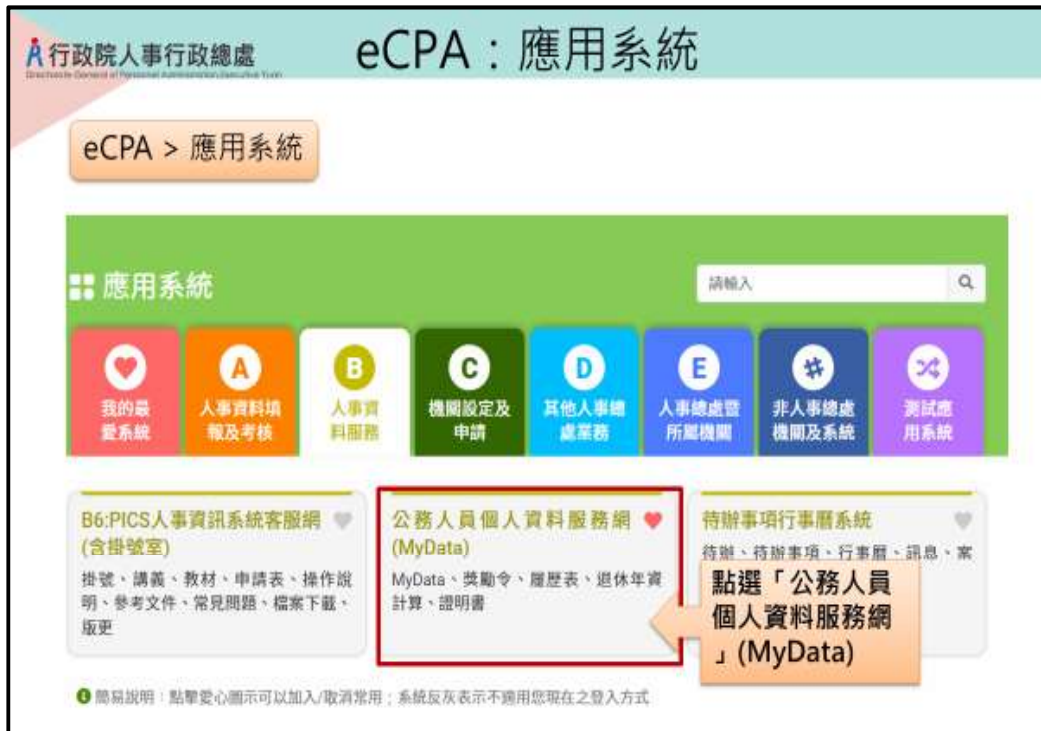 行政院人事行政總處
Directorate-General of Personal Administration, Executive Yuan
eCPA：應用系統
eCPA > 應用系統
應用系統
請輸入
我的最
愛系統
A
人事資料填
報及考核
B
人事資
料服務
C
機關設定及
申請
D
其他人事總
處業務
E
人事總處暨
所屬機關
#
非人事總處
機關及系統
測試應
用系統
B6:PICS人事資訊系統客服網
(含掛號室)
掛號、講義、教材、申請表、操作說
明、參考文件、常見問題、檔案下載、
版更
公務人員個人資料服務網
(MyData)
MyData、獎勵令、履歷表、退休年資
計算、證明書
待辦事項行事曆系統
待辦、待辦事項、行事曆、訊息、案
點選「公務人員
個人資料服務網
」(MyData)
簡易說明：點擊愛心圖示可以加入/取消常用；系統反灰表示不適用您現在之登入方式